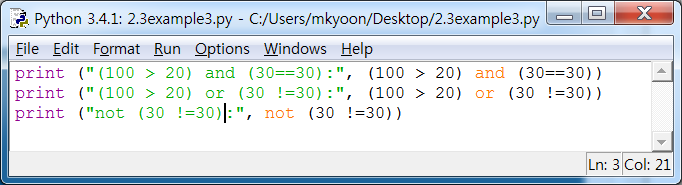 Python 3.4.1: 2.3example3.py - C:/Users/mkyoon/Desktop/2.3example3.py
File Edit Format Run Options Windows Help
print ("(100 > 20) and (30==30):", (100 > 20) and (30==30))
print ("(100 > 20) or (30 !=30):", (100 > 20) or (30 !=30))
print ("not (30 !=30):", not (30 !=30))
Ln: 3 Col: 21